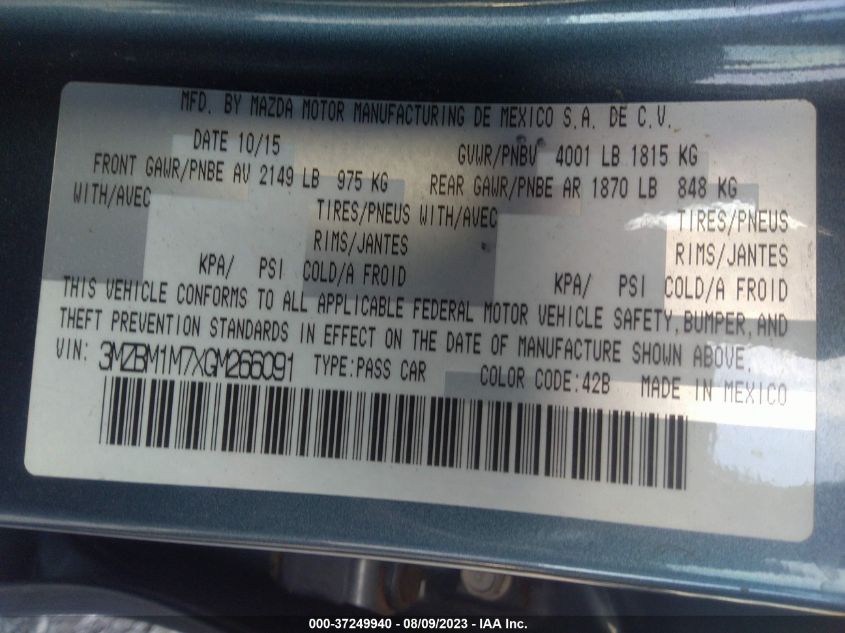 MFD. BY MAZDA MOTOR MANUFACTURING DE MEXICO S.A. DE C.V.
DATE 10/15 GVWR/PNBV 4001 LB 1815 KG
FRONT GAWR/PNBE AV 2149 LB 975 KG REAR GAWR/PNBE AR 1870 LB 848 KG
WITH/AVEC TIRES/PNEUS WITH/AVEC TIRES/PNEUS
RIMS/JANTES RIMS/JANTES
KPA/ PSI COLD/A FROID KPA/ PSI COLD/A FROID
THIS VEHICLE CONFORMS TO ALL APPLICABLE FEDERAL MOTOR VEHICLE SAFETY, BUMPER, AND
THEFT PREVENTION STANDARDS IN EFFECT ON THE DATE OF MANUFACTURE SHOWN ABOVE.
VIN: 3MZBM1M7XGM266091 TYPE:PASS CAR COLOR CODE:42B MADE IN MEXICO
000-37249940 - 08/09/2023 - IAA Inc.